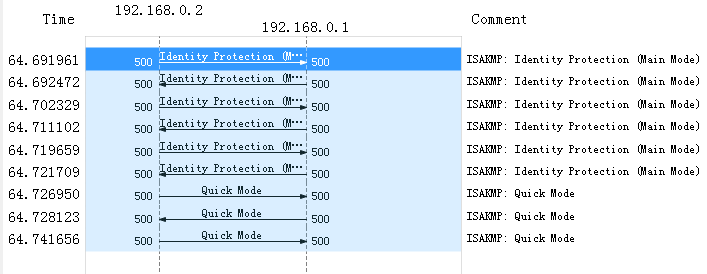 Time 192.168.0.2 192.168.0.1 Comment
64.691961 500 Identity Protection (M… 500 ISAKMP: Identity Protection (Main Mode)
64.692472 500 Identity Protection (M… 500 ISAKMP: Identity Protection (Main Mode)
64.702329 500 Identity Protection (M… 500 ISAKMP: Identity Protection (Main Mode)
64.711102 500 Identity Protection (M… 500 ISAKMP: Identity Protection (Main Mode)
64.719659 500 Identity Protection (M… 500 ISAKMP: Identity Protection (Main Mode)
64.721709 500 Identity Protection (M… 500 ISAKMP: Identity Protection (Main Mode)
64.726950 500 Quick Mode 500 ISAKMP: Quick Mode
64.728123 500 Quick Mode 500 ISAKMP: Quick Mode
64.741656 500 Quick Mode 500 ISAKMP: Quick Mode